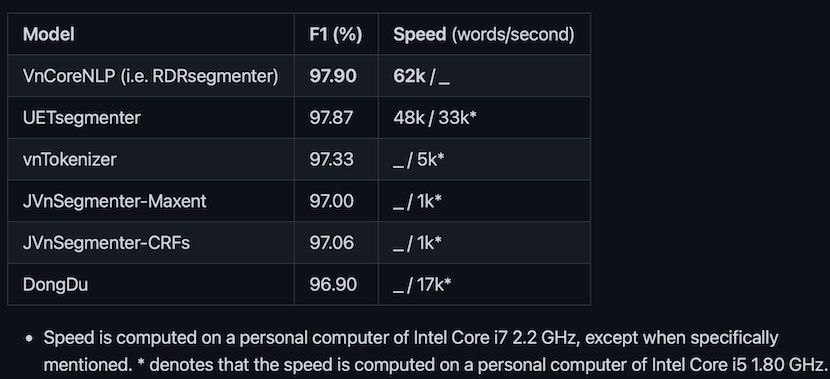 Model F1 (%) Speed (words/second)
VnCoreNLP (i.e. RDRsegmenter) 97.90 62k / _
UETsegmenter 97.87 48k / 33k*
vnTokenizer 97.33 _ / 5k*
JVnSegmenter-Maxent 97.00 _ / 1k*
JVnSegmenter-CRFs 97.06 _ / 1k*
DongDu 96.90 _ / 17k*
• Speed is computed on a personal computer of Intel Core i7 2.2 GHz, except when specifically
mentioned. * denotes that the speed is computed on a personal computer of Intel Core i5 1.80 GHz.